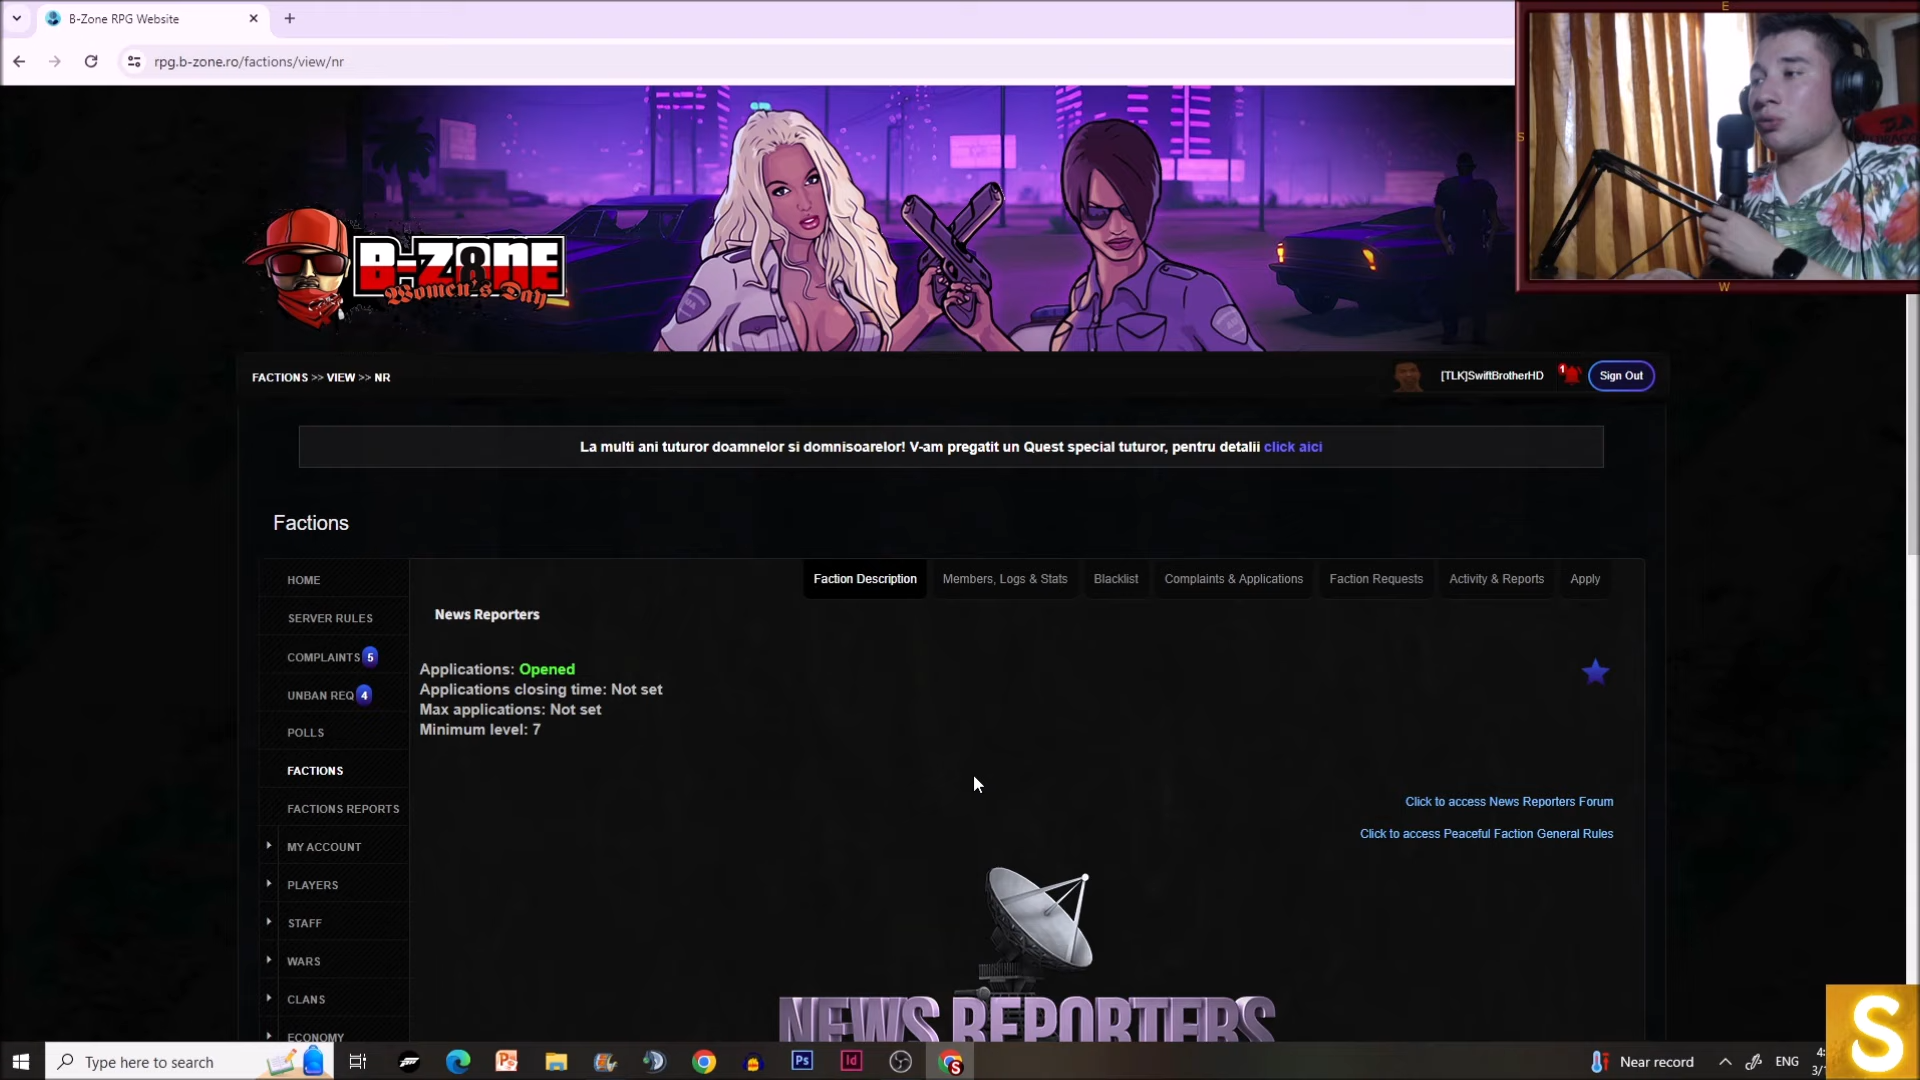 B-Zone RPG Website
rpg.b-zone.ro/factions/view/nr
B-ZONE
Women's Day
FACTIONS >> VIEW >> NR
[TLK]SwiftBrotherHD
1
Sign Out
La multi ani tuturor doamnelor si domnisoarelor! V-am pregatit un Quest special tuturor, pentru detalii click aici
Factions
HOME
SERVER RULES
COMPLAINTS 5
UNBAN REQ 4
POLLS
FACTIONS
FACTIONS REPORTS
MY ACCOUNT
PLAYERS
STAFF
WARS
CLANS
ECONOMY
Faction Description
Members, Logs & Stats
Blacklist
Complaints & Applications
Faction Requests
Activity & Reports
Apply
News Reporters
Applications: Opened
Applications closing time: Not set
Max applications: Not set
Minimum level: 7
Click to access News Reporters Forum
Click to access Peaceful Faction General Rules
NEWS REPORTERS
E
S
W
Type here to search
Ps
Id
Near record
ENG
S